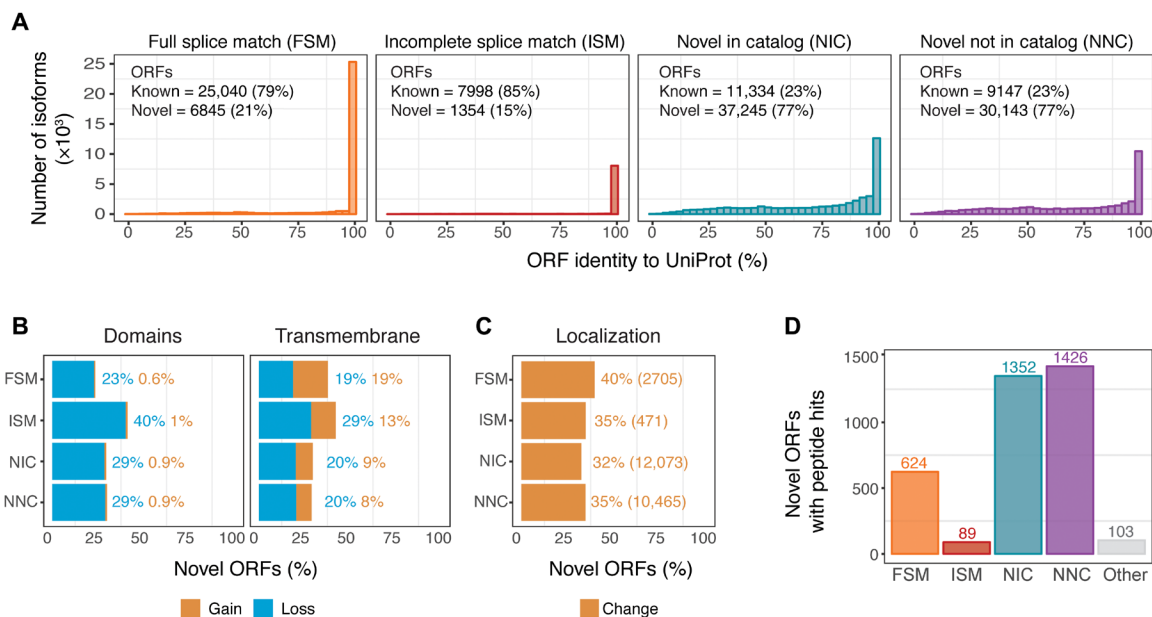 A
Full splice match (FSM)
Incomplete splice match (ISM)
Novel in catalog (NIC)
Novel not in catalog (NNC)
Number of isoforms
(×10³)
25
20
15
10
5
0
ORFs
Known = 25,040 (79%)
Novel = 6845 (21%)
ORFs
Known = 7998 (85%)
Novel = 1354 (15%)
ORFs
Known = 11,334 (23%)
Novel = 37,245 (77%)
ORFs
Known = 9147 (23%)
Novel = 30,143 (77%)
0 25 50 75 100
0 25 50 75 100
0 25 50 75 100
0 25 50 75 100
ORF identity to UniProt (%)
B
Domains
Transmembrane
FSM
23% 0.6%
19% 19%
ISM
40% 1%
29% 13%
NIC
29% 0.9%
20% 9%
NNC
29% 0.9%
20% 8%
0 25 50 75 100
0 25 50 75 100
Novel ORFs (%)
Gain Loss
C
Localization
FSM
40% (2705)
ISM
35% (471)
NIC
32% (12,073)
NNC
35% (10,465)
0 25 50 75 100
Novel ORFs (%)
Change
D
Novel ORFs
with peptide hits
1500
1000
500
0
624
89
1352
1426
103
FSM ISM NIC NNC Other